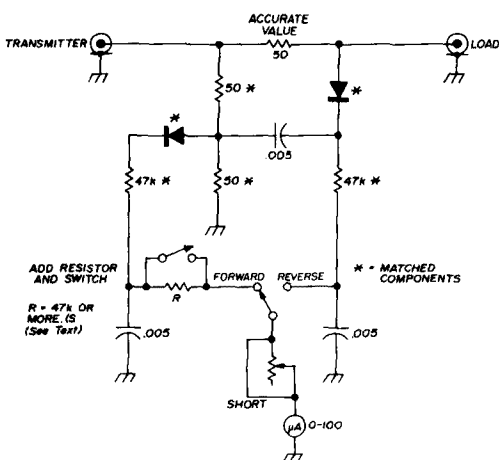 ACCURATE
VALUE
TRANSMITTER
LOAD
50
50 *
*
*
.005
47k *
50 *
47k *
ADD RESISTOR
AND SWITCH
FORWARD
REVERSE
* = MATCHED
COMPONENTS
R
R = 47k OR
MORE. (S
(See Text)
.005
.005
SHORT
μA
0-100